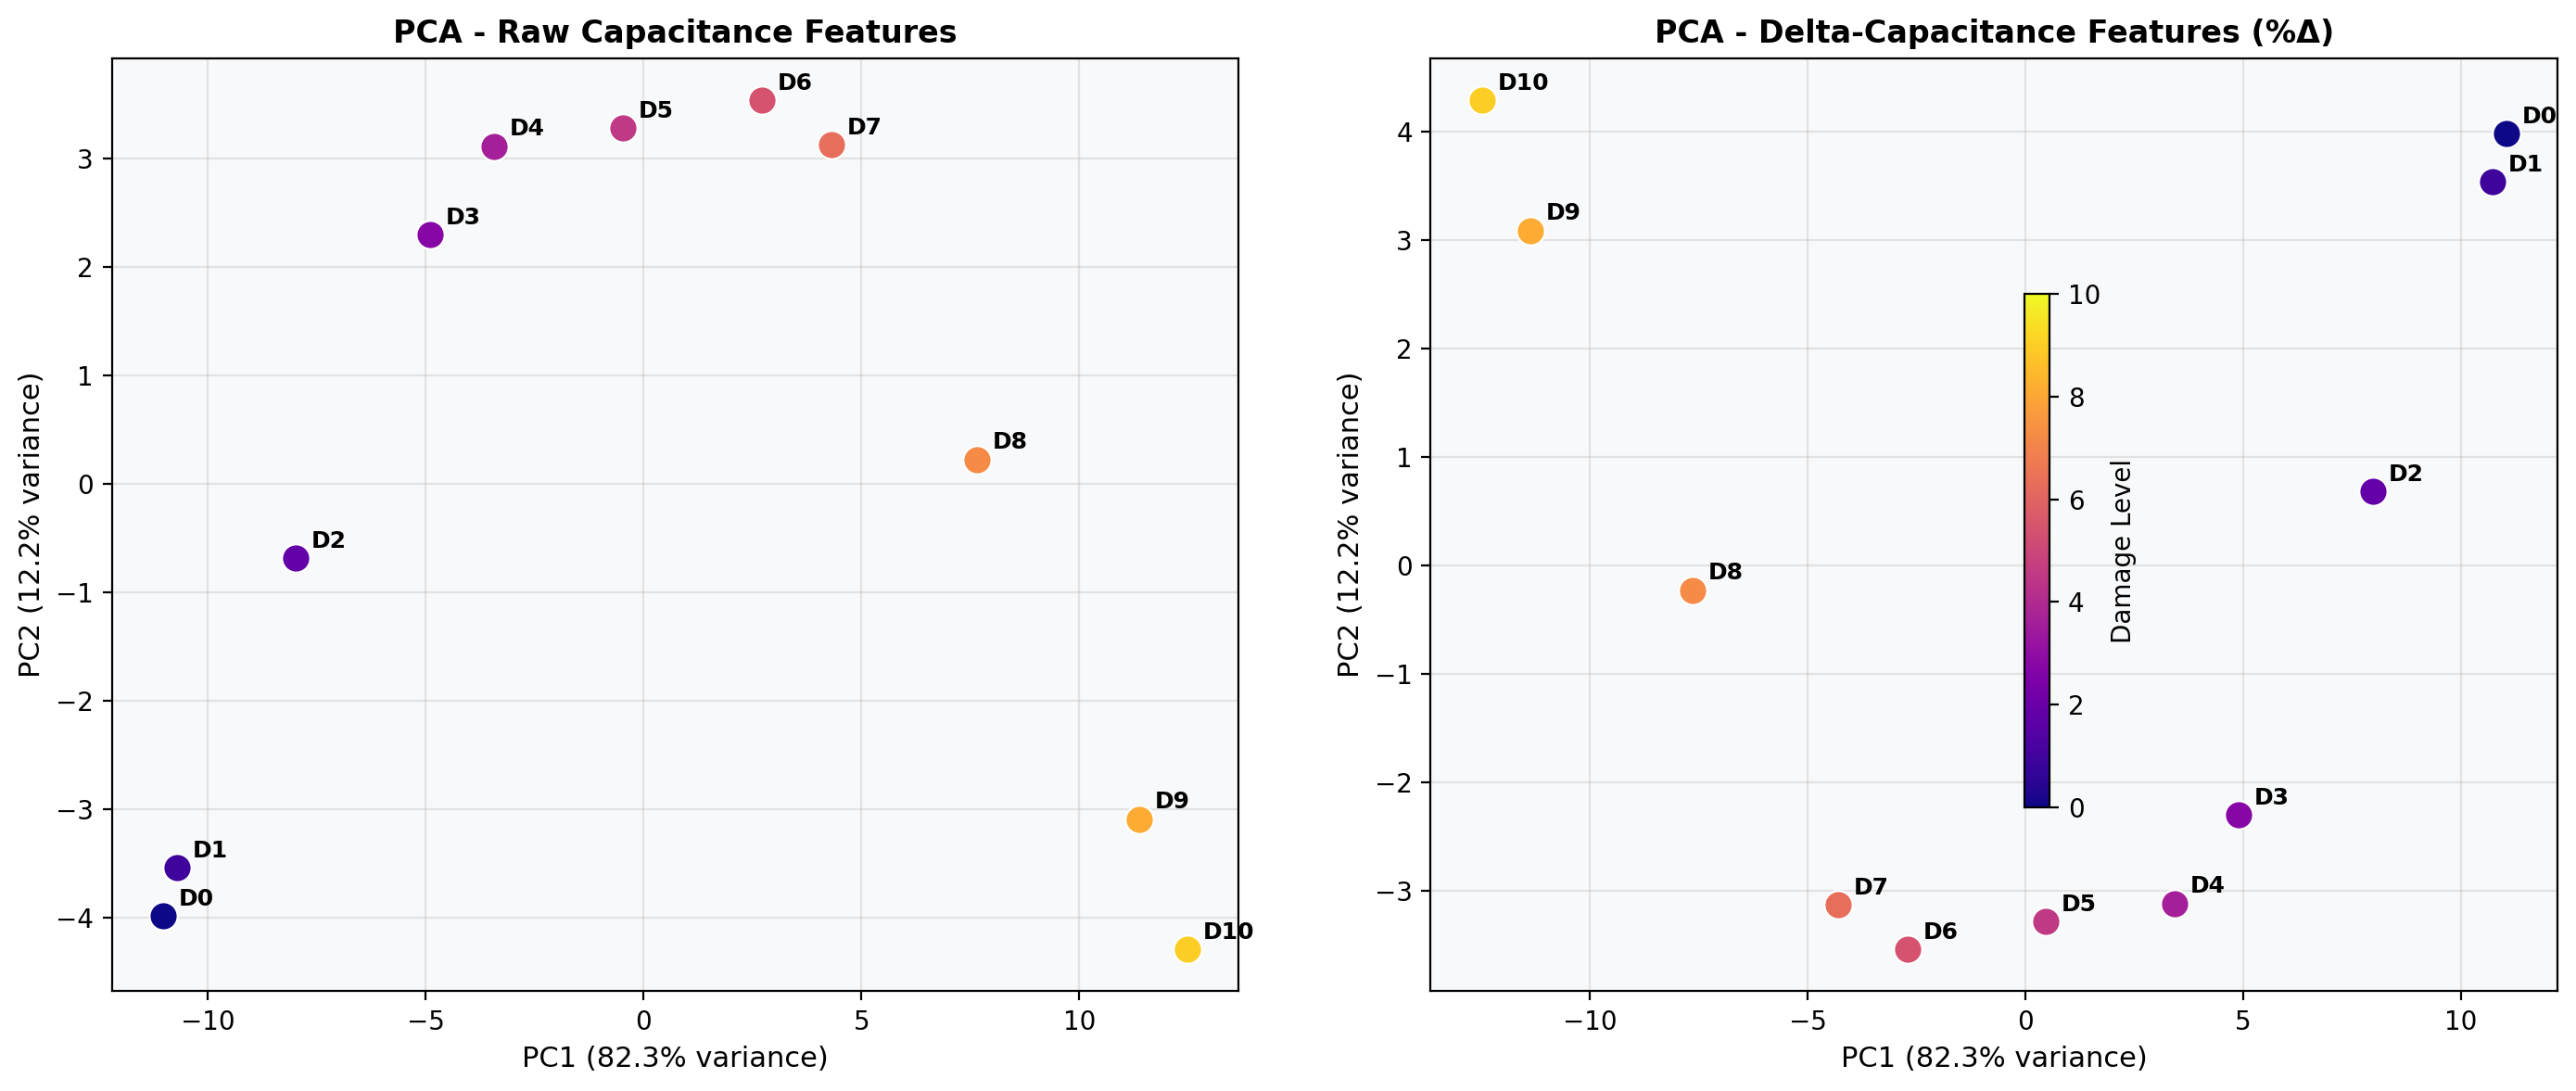 PCA - Raw Capacitance Features
PC2 (12.2% variance)
3
2
1
0
−1
−2
−3
−4
D6
D5
D7
D4
D3
D8
D2
D9
D1
D0
D10
−10
−5
0
5
10
PC1 (82.3% variance)
PCA - Delta-Capacitance Features (%Δ)
PC2 (12.2% variance)
4
3
2
1
0
−1
−2
−3
D10
D0
D1
D9
D2
D8
D3
D7
D4
D5
D6
10
8
6
4
2
0
Damage Level
−10
−5
0
5
10
PC1 (82.3% variance)